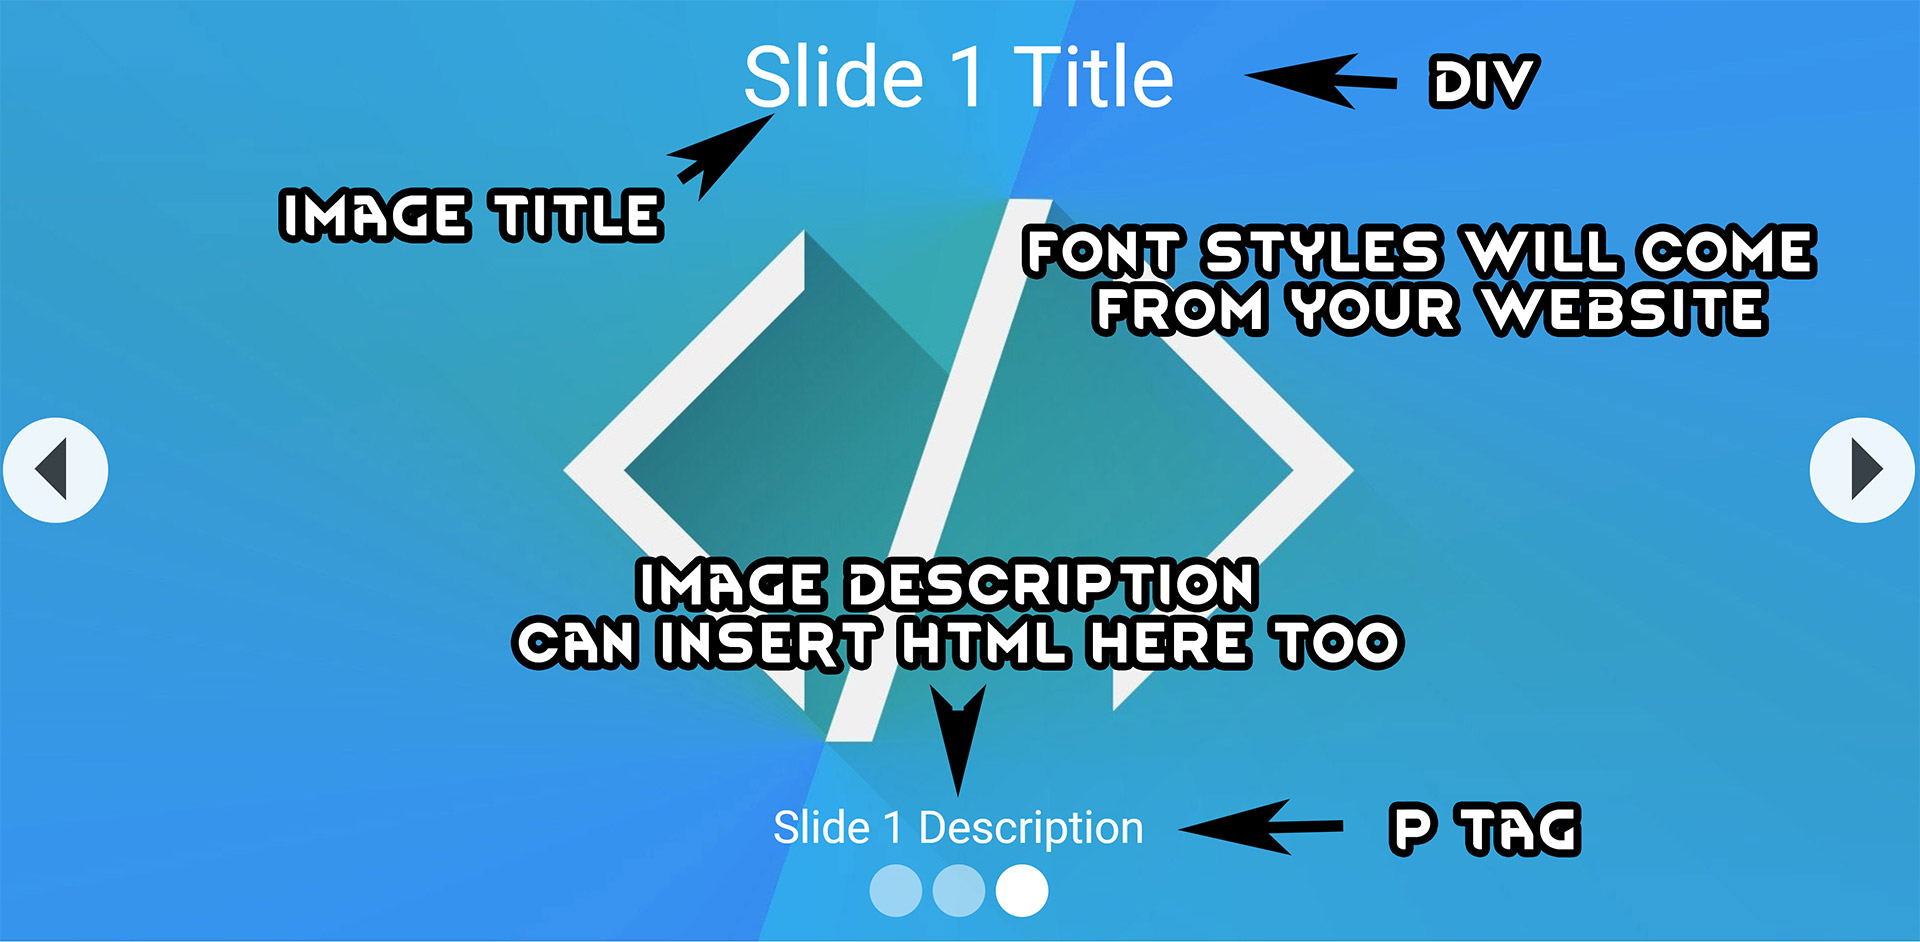 Slide 1 Title
DIV
IMAGE TITLE
FONT STYLES WILL COME
FROM YOUR WEBSITE
IMAGE DESCRIPTION
CAN INSERT HTML HERE TOO
Slide 1 Description
P TAG